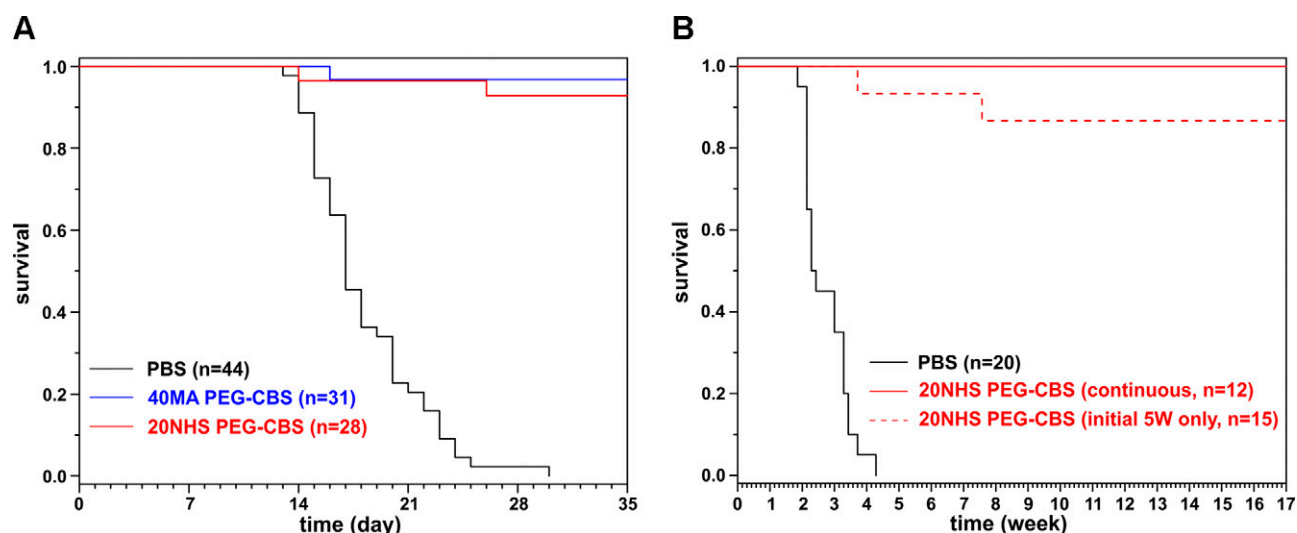 A
survival
1.0
0.8
0.6
0.4
0.2
0.0
PBS (n=44)
40MA PEG-CBS (n=31)
20NHS PEG-CBS (n=28)
0 7 14 21 28 35
time (day)
B
survival
1.0
0.8
0.6
0.4
0.2
0.0
PBS (n=20)
20NHS PEG-CBS (continuous, n=12)
20NHS PEG-CBS (initial 5W only, n=15)
0 1 2 3 4 5 6 7 8 9 10 11 12 13 14 15 16 17
time (week)